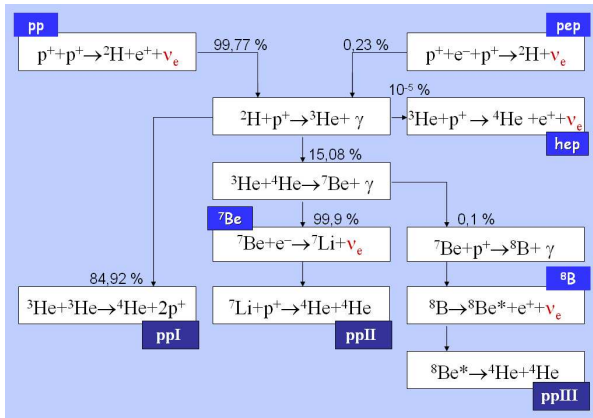 pp
pep
p⁺+p⁺→²H+e⁺+νₑ
99,77 %
0,23 %
p⁺+e⁻+p⁺→²H+νₑ
10⁻⁵ %
²H+p⁺→³He+ γ
³He+p⁺→ ⁴He +e⁺+νₑ
hep
15,08 %
³He+⁴He→⁷Be+ γ
⁷Be
99,9 %
0,1 %
⁷Be+e⁻→⁷Li+νₑ
⁷Be+p⁺→⁸B+ γ
84,92 %
⁸B
³He+³He→⁴He+2p⁺
⁷Li+p⁺→⁴He+⁴He
⁸B→⁸Be*+e⁺+νₑ
ppI
ppII
⁸Be*→⁴He+⁴He
ppIII